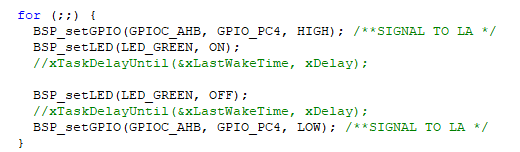 for (;;) {
BSP_setGPIO(GPIOC_AHB, GPIO_PC4, HIGH); /**SIGNAL TO LA */
BSP_setLED(LED_GREEN, ON);
//xTaskDelayUntil(&xLastWakeTime, xDelay);
BSP_setLED(LED_GREEN, OFF);
//xTaskDelayUntil(&xLastWakeTime, xDelay);
BSP_setGPIO(GPIOC_AHB, GPIO_PC4, LOW); /**SIGNAL TO LA */
}